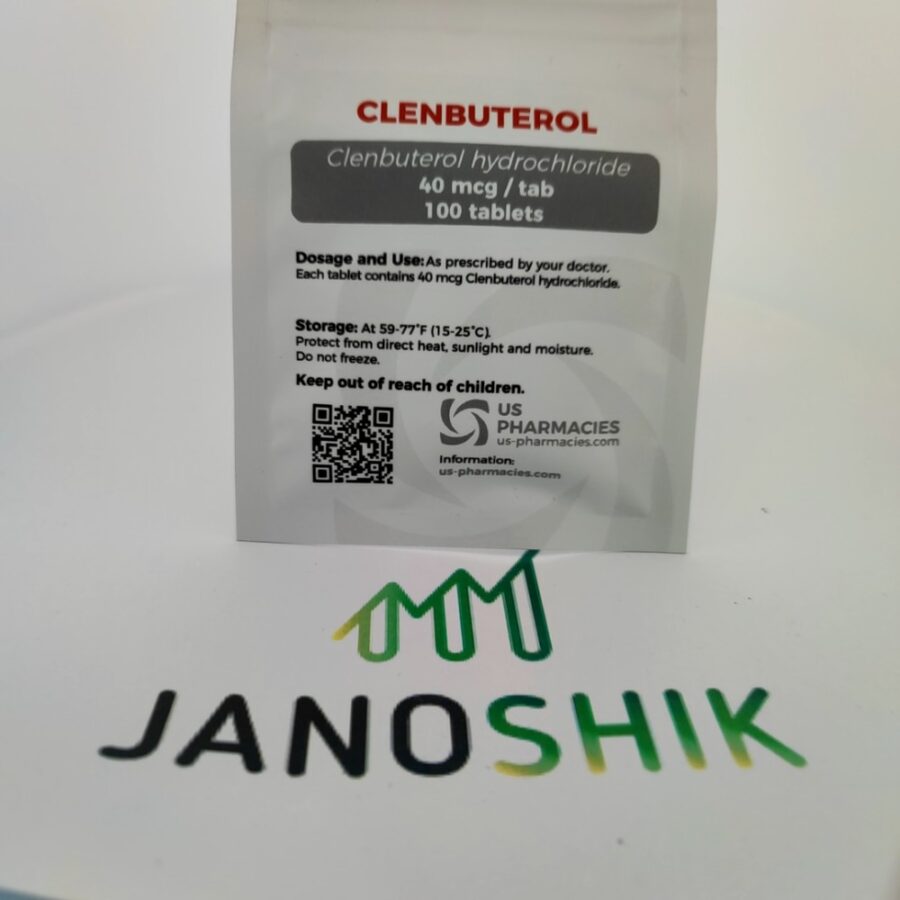 CLENBUTEROL
Clenbuterol hydrochloride
40 mcg / tab
100 tablets
Dosage and Use: As prescribed by your doctor.
Each tablet contains 40 mcg Clenbuterol hydrochloride.
Storage: At 59-77°F (15-25°C).
Protect from direct heat, sunlight and moisture.
Do not freeze.
Keep out of reach of children.
US
PHARMACIES
us-pharmacies.com
Information:
us-pharmacies.com
JANOSHIK